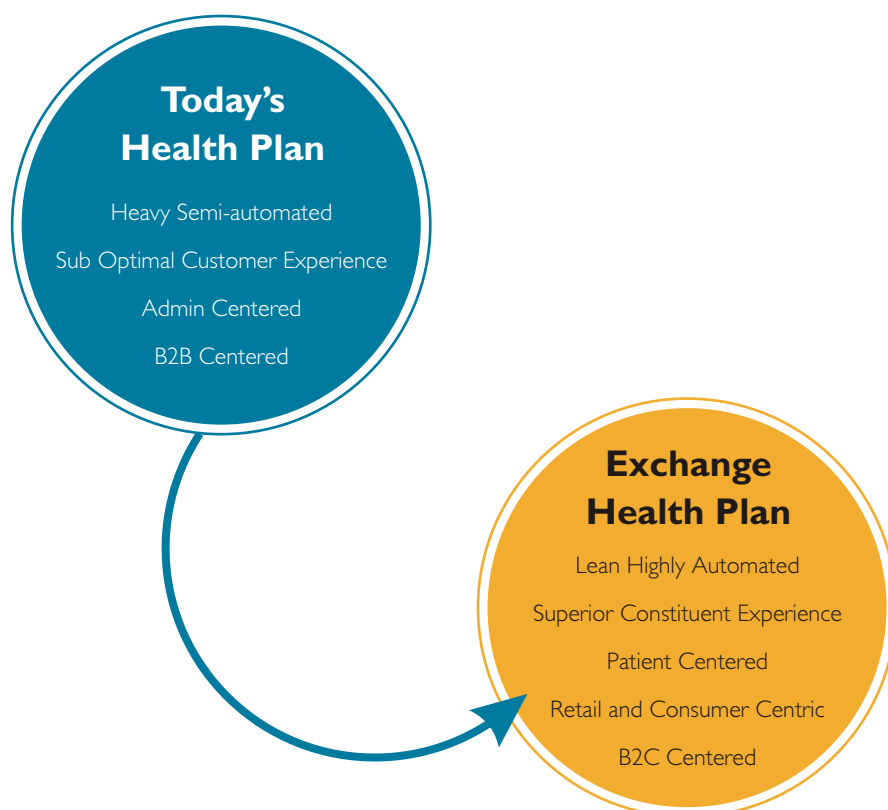 Today’s
Health Plan
Heavy Semi-automated
Sub Optimal Customer Experience
Admin Centered
B2B Centered
Exchange
Health Plan
Lean Highly Automated
Superior Constituent Experience
Patient Centered
Retail and Consumer Centric
B2C Centered